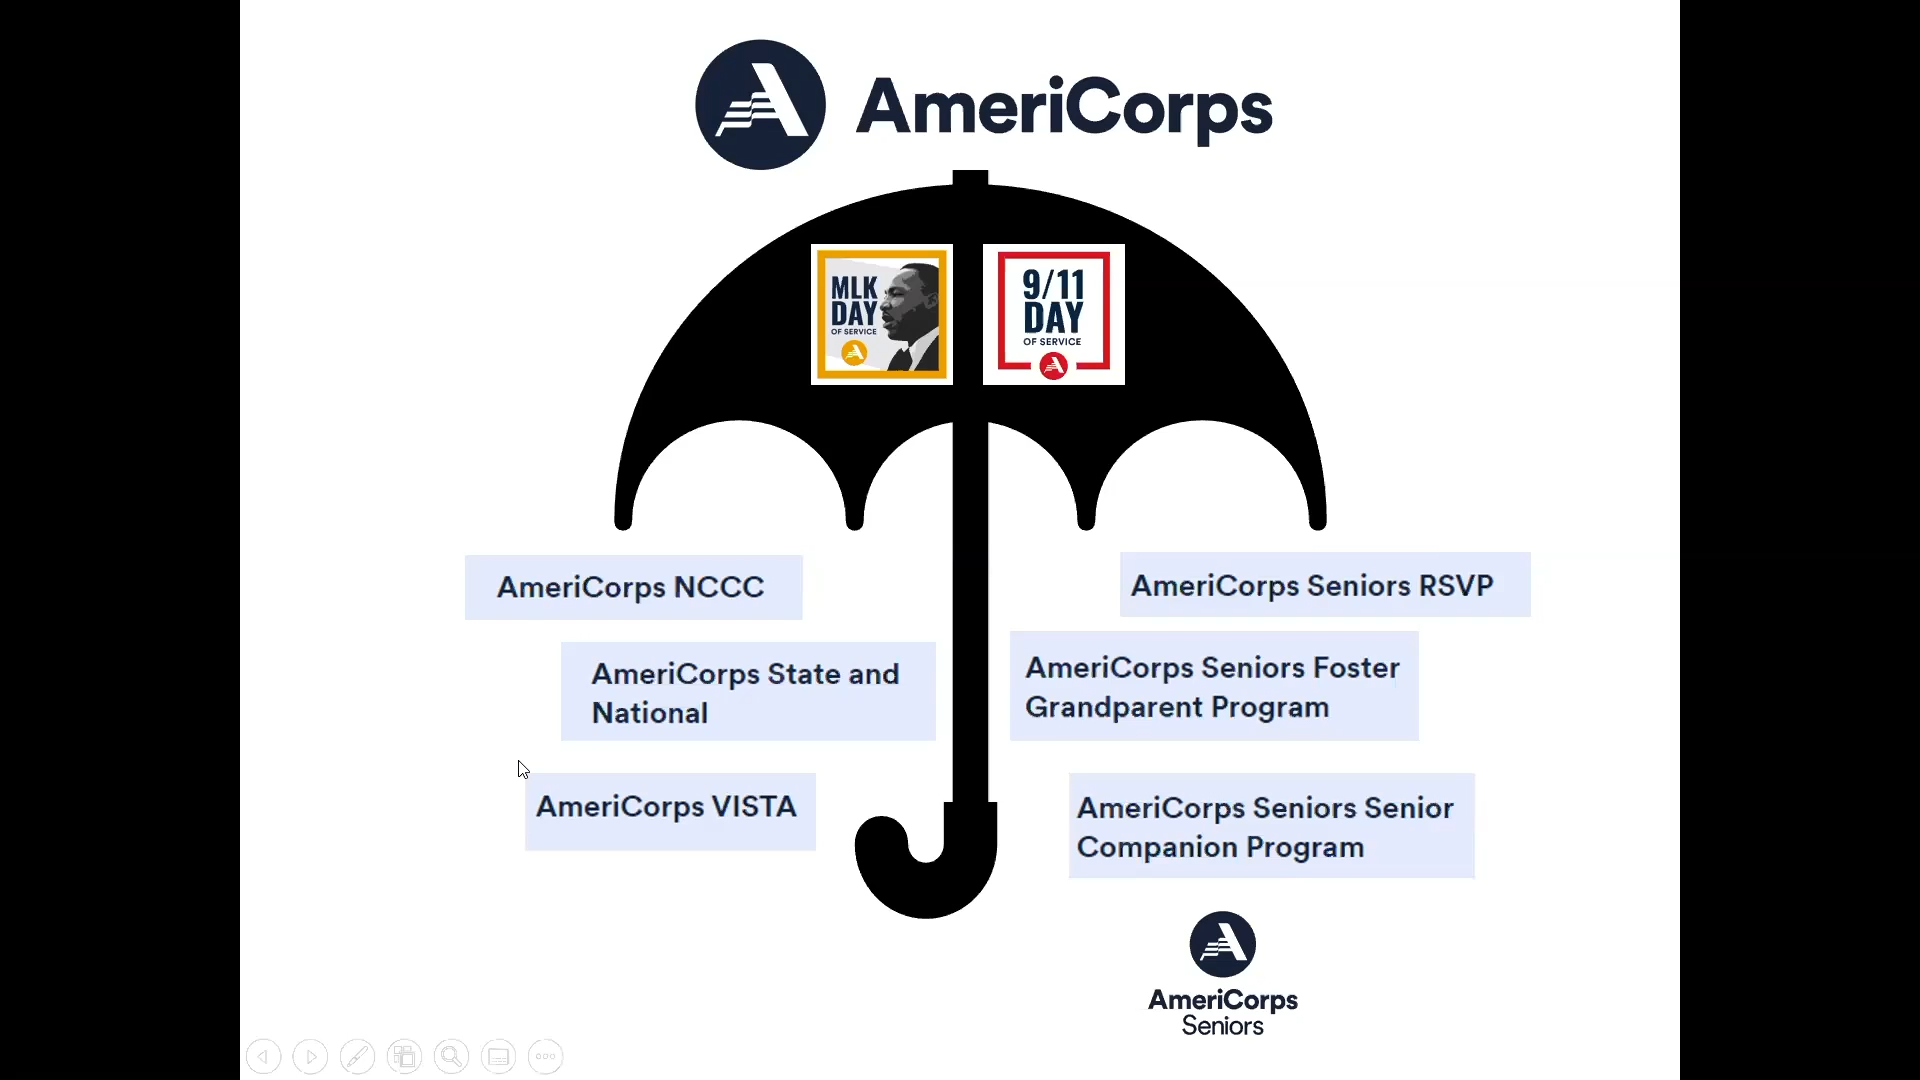 AmeriCorps
MLK
DAY
OF SERVICE
9/11
DAY
OF SERVICE
AmeriCorps NCCC
AmeriCorps State and
National
AmeriCorps VISTA
AmeriCorps Seniors RSVP
AmeriCorps Seniors Foster
Grandparent Program
AmeriCorps Seniors Senior
Companion Program
AmeriCorps
Seniors